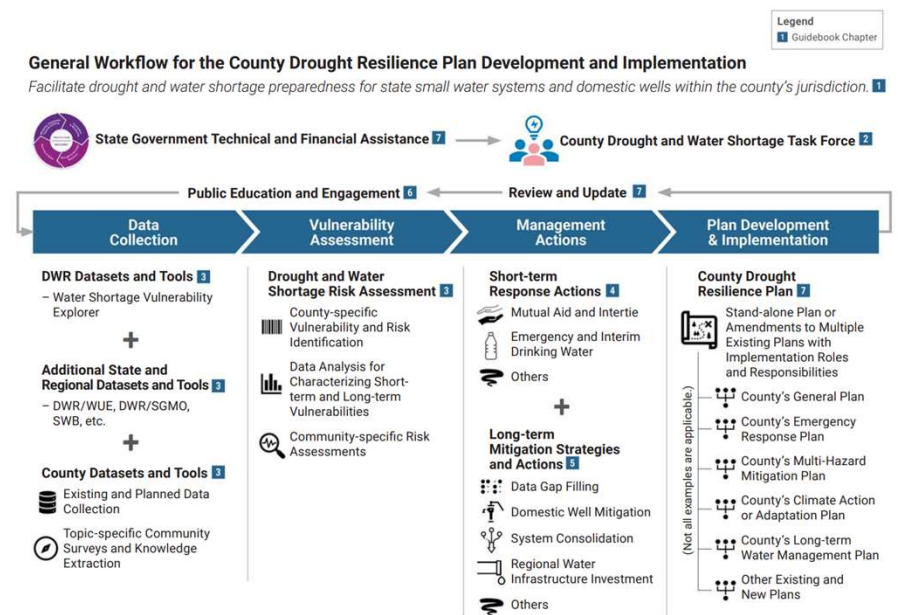 Legend
1 Guidebook Chapter
General Workflow for the County Drought Resilience Plan Development and Implementation
Facilitate drought and water shortage preparedness for state small water systems and domestic wells within the county's jurisdiction. 1
State Government Technical and Financial Assistance 7
County Drought and Water Shortage Task Force 2
Public Education and Engagement 6
Review and Update 7
Data
Collection
Vulnerability
Assessment
Management
Actions
Plan Development
& Implementation
DWR Datasets and Tools 3
– Water Shortage Vulnerability
Explorer
+
Additional State and
Regional Datasets and Tools 3
– DWR/WUE, DWR/SGMO,
SWB, etc.
+
County Datasets and Tools 3
Existing and Planned Data
Collection
Topic-specific Community
Surveys and Knowledge
Extraction
Drought and Water
Shortage Risk Assessment 3
County-specific
Vulnerability and Risk
Identification
Data Analysis for
Characterizing Short-
term and Long-term
Vulnerabilities
Community-specific Risk
Assessments
Short-term
Response Actions 4
Mutual Aid and Intertie
Emergency and Interim
Drinking Water
Others
+
Long-term
Mitigation Strategies
and Actions 5
Data Gap Filling
Domestic Well Mitigation
System Consolidation
Regional Water
Infrastructure Investment
Others
County Drought
Resilience Plan 7
Stand-alone Plan or
Amendments to Multiple
Existing Plans with
Implementation Roles
and Responsibilities
(Not all examples are applicable.)
County's General Plan
County's Emergency
Response Plan
County's Multi-Hazard
Mitigation Plan
County's Climate Action
or Adaptation Plan
County's Long-term
Water Management Plan
Other Existing and
New Plans